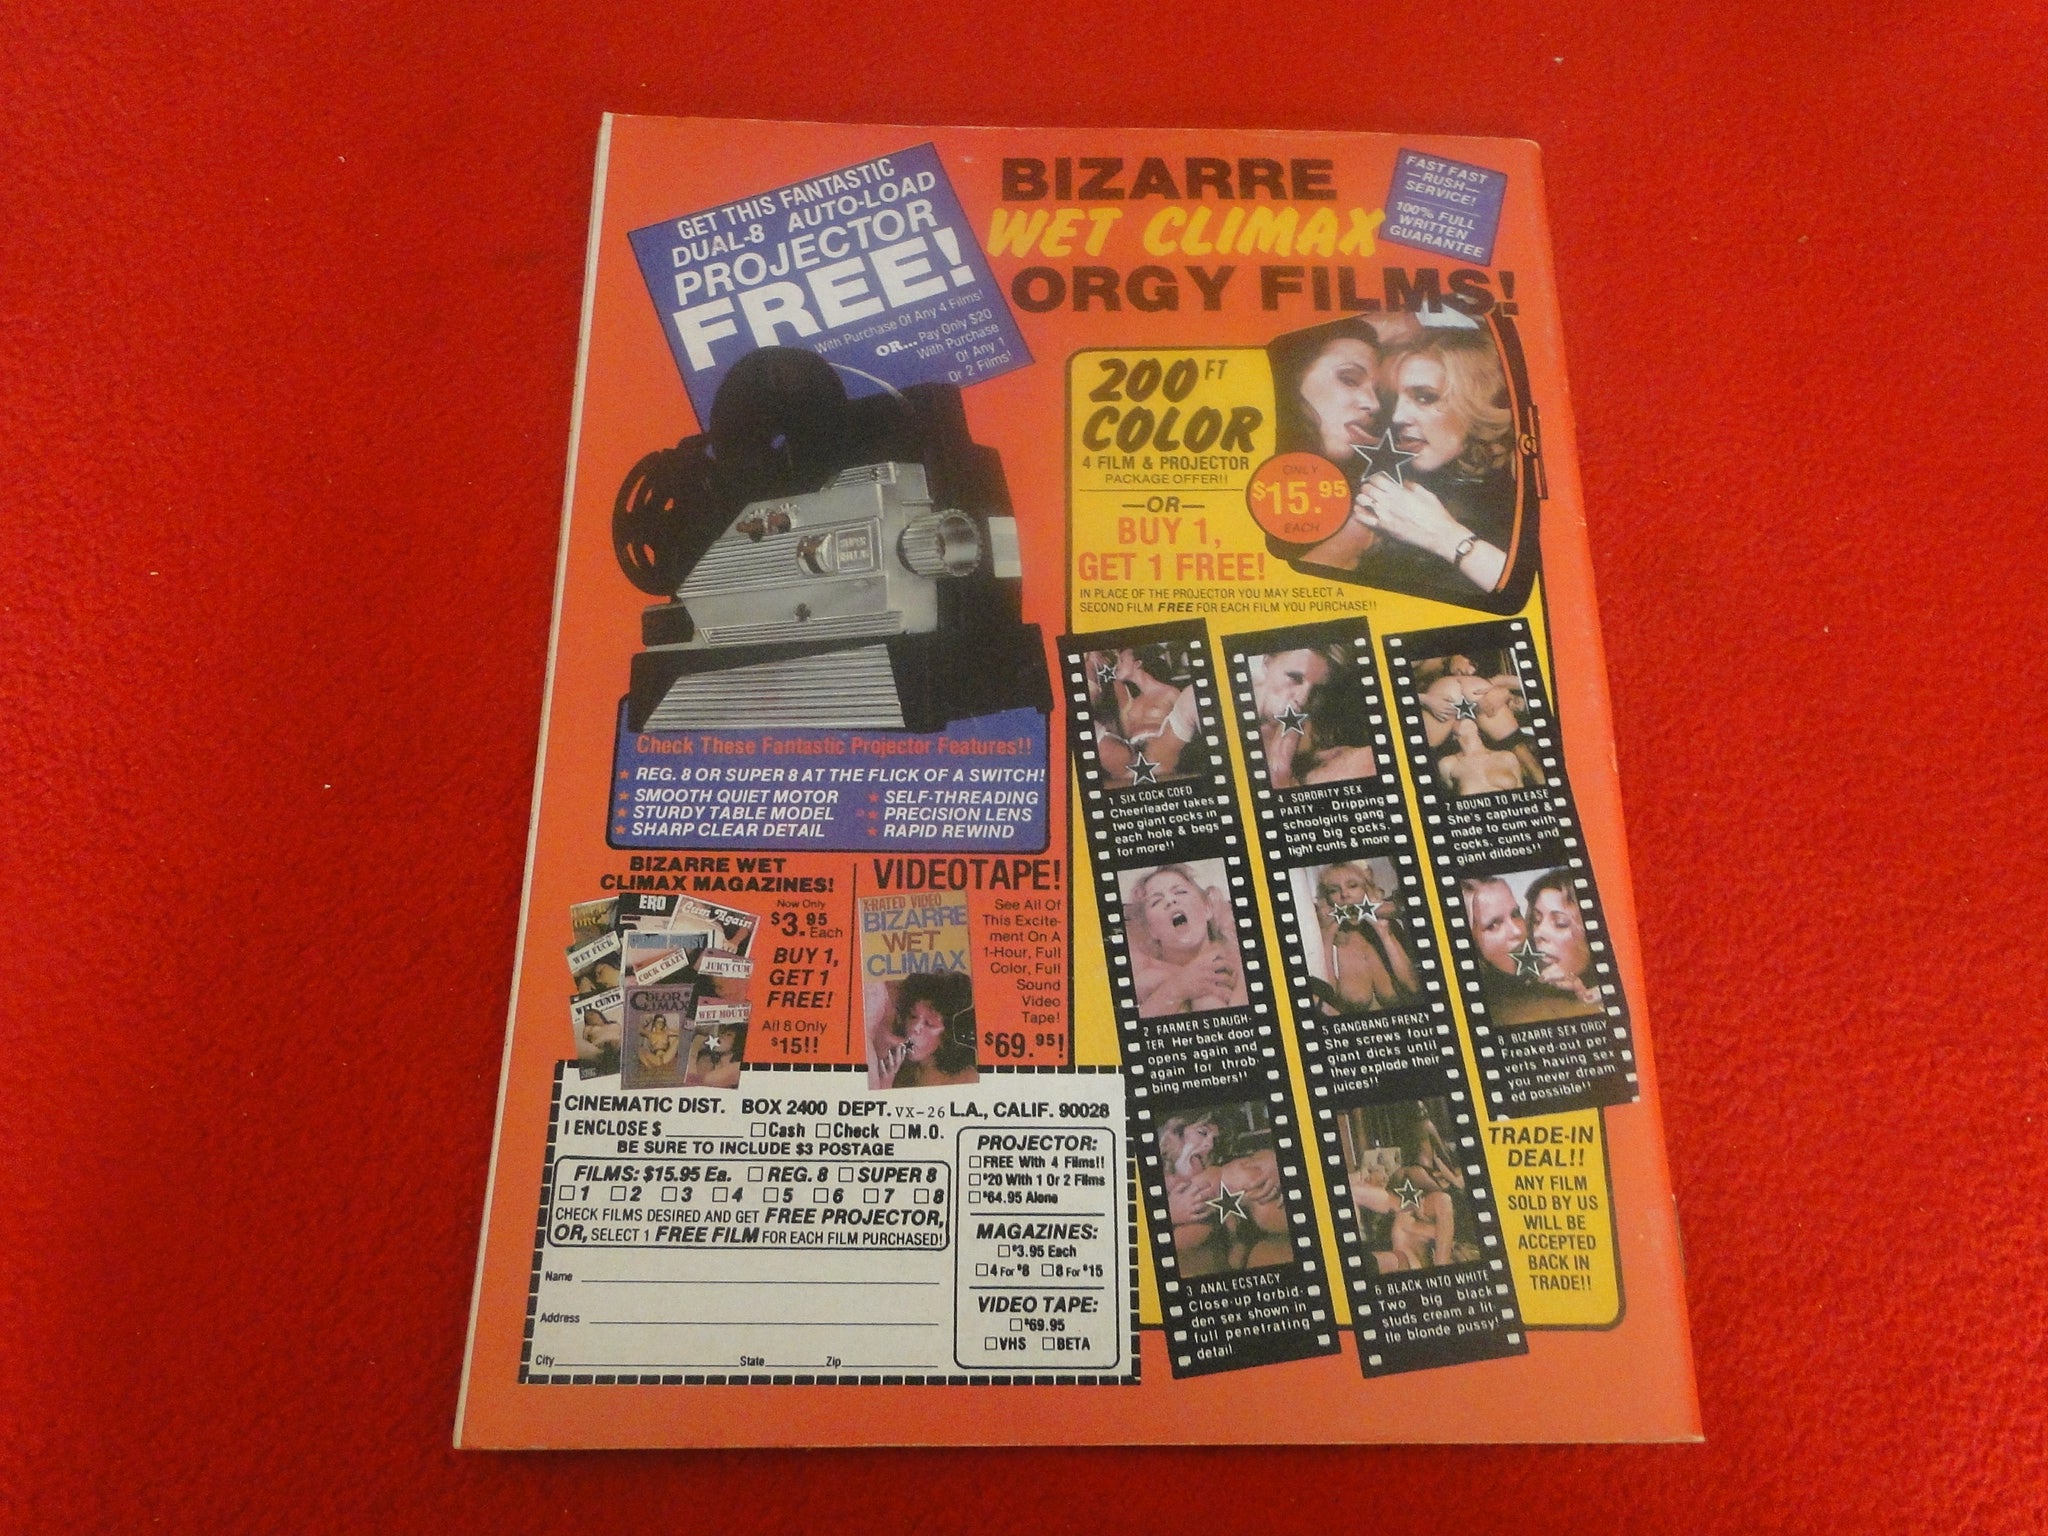 GET THIS FANTASTIC
DUAL-8 AUTO-LOAD
PROJECTOR
FREE!
With Purchase Of Any 4 Films!
OR... Pay Only $20
With Purchase
Of Any 1
Or 2 Films!
BIZARRE
WET CLIMAX
ORGY FILMS!
FAST FAST
—RUSH—
SERVICE!
100% FULL
WRITTEN
GUARANTEE
200 FT
COLOR
4 FILM & PROJECTOR
PACKAGE OFFER!!
—OR—
BUY 1,
GET 1 FREE!
IN PLACE OF THE PROJECTOR YOU MAY SELECT A
SECOND FILM FREE FOR EACH FILM YOU PURCHASE!!
ONLY
$15.95
EACH
SUPER
Check These Fantastic Projector Features!!
★ REG. 8 OR SUPER 8 AT THE FLICK OF A SWITCH!
★ SMOOTH QUIET MOTOR
★ STURDY TABLE MODEL
★ SHARP CLEAR DETAIL
★ SELF-THREADING
★ PRECISION LENS
★ RAPID REWIND
BIZARRE WET
CLIMAX MAGAZINES!
Now Only
$3.95
Each
BUY 1,
GET 1
FREE!
All 8 Only
$15!!
ERO
Cum Again
WET FUCK
COCK CRAZY
JUICY CUM
WET CUNTS
COLOR
CLIMAX
WET MOUTH
VIDEOTAPE!
X-RATED VIDEO
BIZARRE
WET
CLIMAX
See All Of
This Excite-
ment On A
1-Hour, Full
Color, Full
Sound
Video
Tape!
$69.95!
1 SIX COCK COED
Cheerleader takes
two giant cocks in
each hole & begs
for more!!
2 FARMER'S DAUGH-
TER Her back door
opens again and
again for throb-
bing members!!
3 ANAL ECSTACY
Close-up forbid-
den sex shown in
full penetrating
detail.
4 SORORITY SEX
PARTY Dripping
schoolgirls gang
bang big cocks,
tight cunts & more
5 GANGBANG FRENZY
She screws four
giant dicks until
they explode their
juices!!
6 BLACK INTO WHITE
Two big black
studs cream a lit-
tle blonde pussy!
7 BOUND TO PLEASE
She's captured &
made to cum with
cocks, cunts and
giant dildoes!!
8 BIZARRE SEX ORGY
Freaked-out per-
verts having sex
you never dream
ed possible!!
TRADE-IN
DEAL!!
ANY FILM
SOLD BY US
WILL BE
ACCEPTED
BACK IN
TRADE!!
CINEMATIC DIST. BOX 2400 DEPT. VX-26 L.A., CALIF. 90028
I ENCLOSE $ ☐Cash ☐Check ☐M.O.
BE SURE TO INCLUDE $3 POSTAGE
FILMS: $15.95 Ea. ☐REG. 8 ☐SUPER 8
☐1 ☐2 ☐3 ☐4 ☐5 ☐6 ☐7 ☐8
CHECK FILMS DESIRED AND GET FREE PROJECTOR,
OR, SELECT 1 FREE FILM FOR EACH FILM PURCHASED!
Name
Address
City State Zip
PROJECTOR:
☐FREE With 4 Films!!
☐$20 With 1 Or 2 Films
☐$64.95 Alone
MAGAZINES:
☐$3.95 Each
☐4 For $8 ☐8 For $15
VIDEO TAPE:
☐$69.95
☐VHS ☐BETA